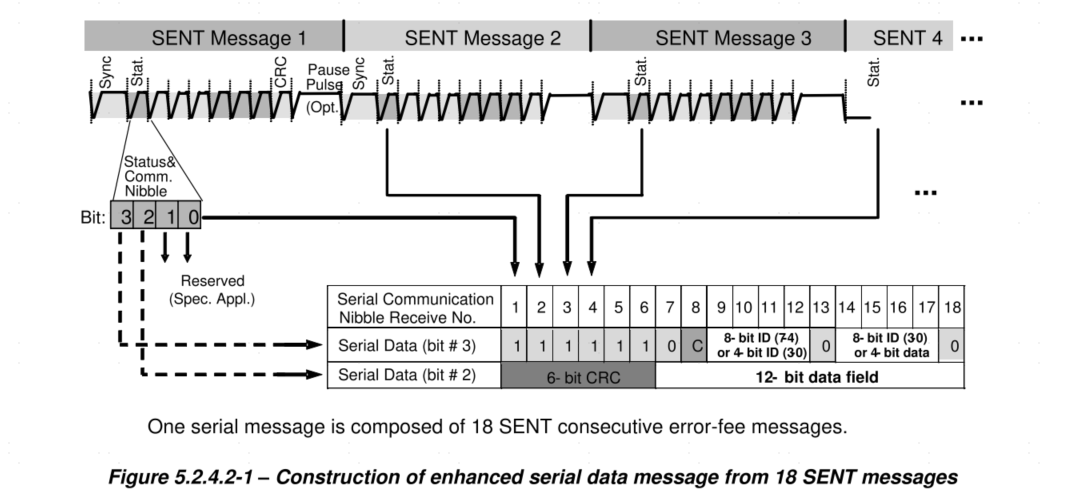 SENT Message 1 SENT Message 2 SENT Message 3 SENT 4 ...
Sync Stat. CRC Pause Pulse (Opt. Sync Stat. Stat. Stat. ...
Status&
Comm.
Nibble
...
Bit: 3 2 1 0
Reserved
(Spec. Appl.)
Serial Communication
Nibble Receive No. 1 2 3 4 5 6 7 8 9 10 11 12 13 14 15 16 17 18
Serial Data (bit # 3) 1 1 1 1 1 1 0 C 8- bit ID (7-4) or 4- bit ID (3-0) 0 8- bit ID (3-0) or 4- bit data 0
Serial Data (bit # 2) 6- bit CRC 12- bit data field
One serial message is composed of 18 SENT consecutive error-fee messages.
Figure 5.2.4.2-1 – Construction of enhanced serial data message from 18 SENT messages